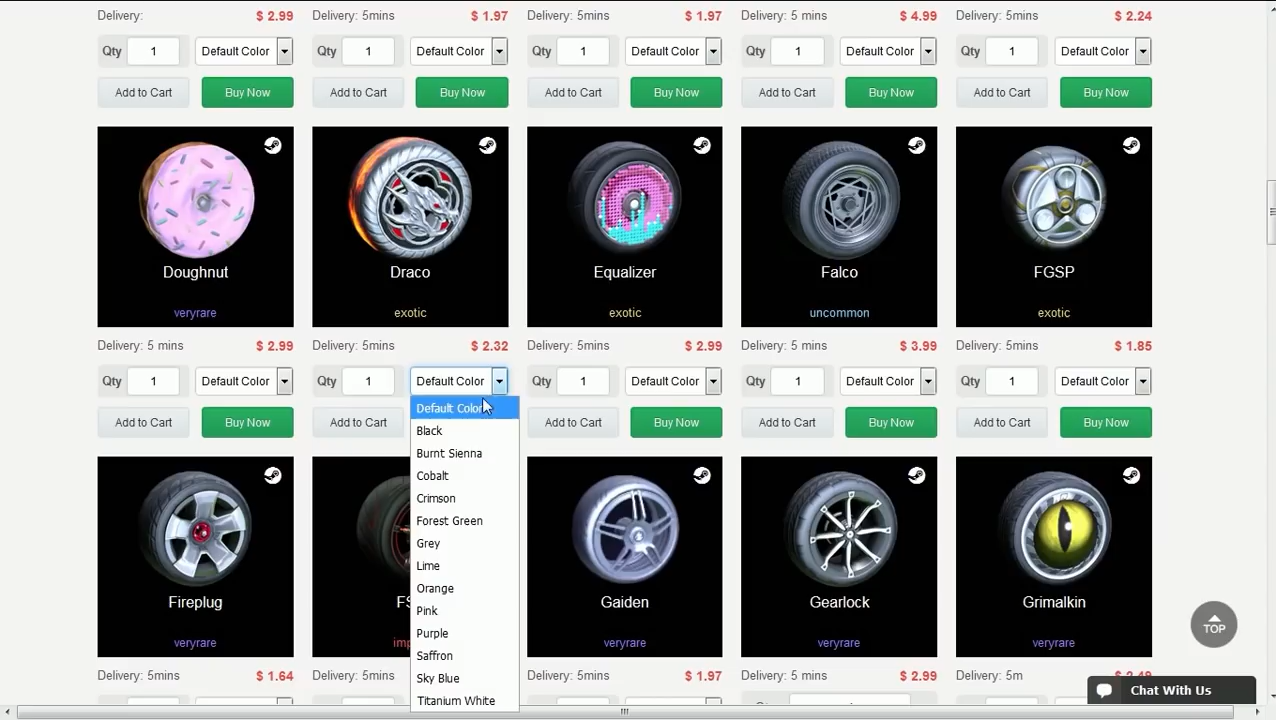 Delivery: $ 2.99 Delivery: 5mins $ 1.97 Delivery: 5mins $ 1.97 Delivery: 5 mins $ 4.99 Delivery: 5mins $ 2.24
Qty 1 Default Color Qty 1 Default Color Qty 1 Default Color Qty 1 Default Color Qty 1 Default Color
Add to Cart Buy Now Add to Cart Buy Now Add to Cart Buy Now Add to Cart Buy Now Add to Cart Buy Now
Doughnut Draco Equalizer Falco FGSP
veryrare exotic exotic uncommon exotic
Delivery: 5 mins $ 2.99 Delivery: 5mins $ 2.32 Delivery: 5mins $ 2.99 Delivery: 5 mins $ 3.99 Delivery: 5mins $ 1.85
Qty 1 Default Color Qty 1 Default Color Qty 1 Default Color Qty 1 Default Color Qty 1 Default Color
Add to Cart Buy Now Add to Cart Add to Cart Buy Now Add to Cart Buy Now Add to Cart Buy Now
Default Color
Black
Burnt Sienna
Cobalt
Crimson
Forest Green
Grey
Lime
Orange
Pink
Purple
Saffron
Sky Blue
Titanium White
Fireplug Gaiden Gearlock Grimalkin
veryrare veryrare veryrare veryrare
Delivery: 5mins $ 1.64 Delivery: 5mins $ 1.97 Delivery: 5mins $ 2.99 Delivery: 5m
TOP
Chat With Us